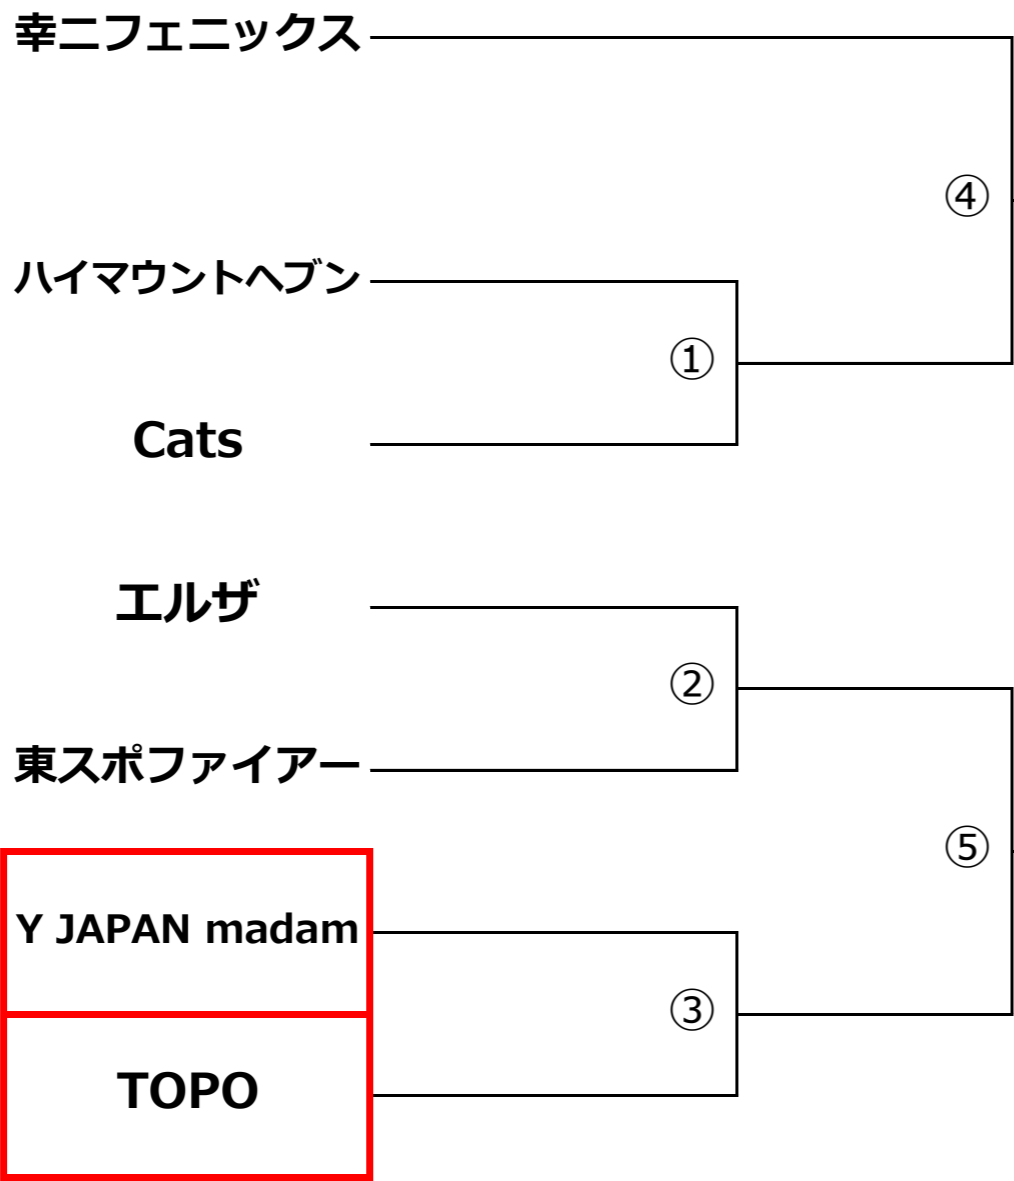 幸ニフェニックス
④
ハイマウントヘブン
①
Cats
エルザ
②
東スポファイアー
⑤
Y JAPAN madam
③
TOPO